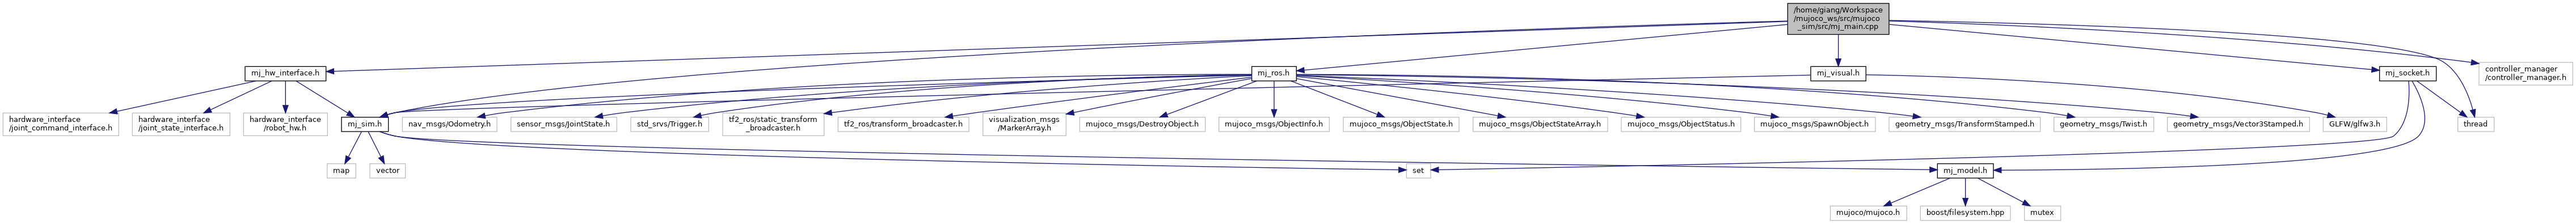 /home/giang/Workspace
/mujoco_ws/src/mujoco
_sim/src/mj_main.cpp
mj_hw_interface.h
mj_ros.h
mj_visual.h
mj_socket.h
controller_manager
/controller_manager.h
hardware_interface
/joint_command_interface.h
hardware_interface
/joint_state_interface.h
hardware_interface
/robot_hw.h
mj_sim.h
nav_msgs/Odometry.h
sensor_msgs/JointState.h
std_srvs/Trigger.h
tf2_ros/static_transform
_broadcaster.h
tf2_ros/transform_broadcaster.h
visualization_msgs
/MarkerArray.h
mujoco_msgs/DestroyObject.h
mujoco_msgs/ObjectInfo.h
mujoco_msgs/ObjectState.h
mujoco_msgs/ObjectStateArray.h
mujoco_msgs/ObjectStatus.h
mujoco_msgs/SpawnObject.h
geometry_msgs/TransformStamped.h
geometry_msgs/Twist.h
geometry_msgs/Vector3Stamped.h
GLFW/glfw3.h
thread
map
vector
set
mj_model.h
mujoco/mujoco.h
boost/filesystem.hpp
mutex